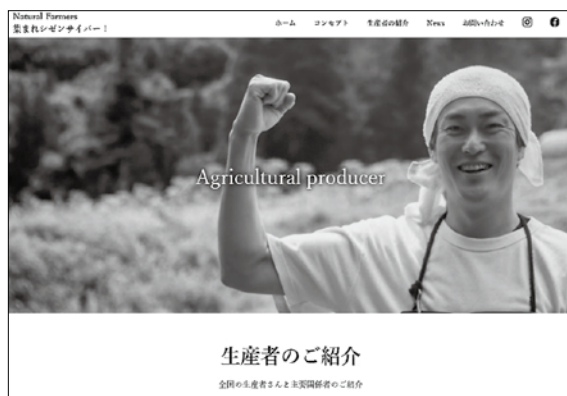 Natural Farmers
集まれシゼンサイバー！
ホーム コンセプト 生産者の紹介 News お問い合わせ
Agricultural producer
生産者のご紹介
全国の生産者さんと主要関係者のご紹介